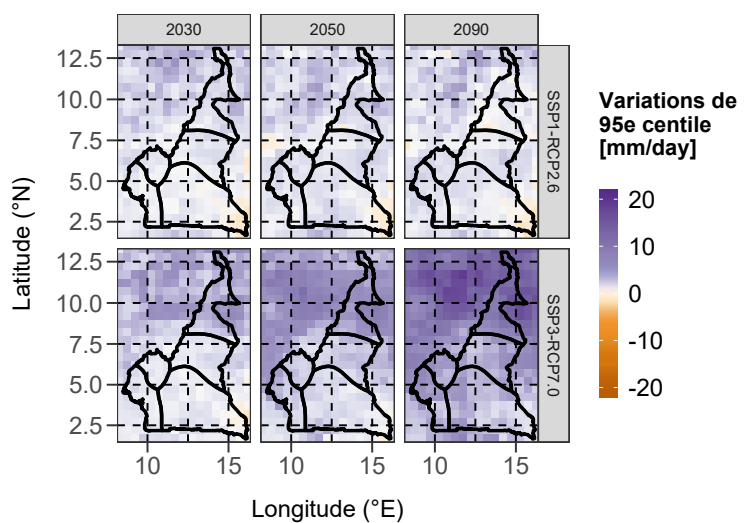 2030 2050 2090
12.5
10.0
7.5
5.0
2.5
SSP1-RCP2.6
12.5
10.0
7.5
5.0
2.5
SSP3-RCP7.0
10 15 10 15 10 15
Longitude (°E)
Latitude (°N)
Variations de
95e centile
[mm/day]
20
10
0
-10
-20